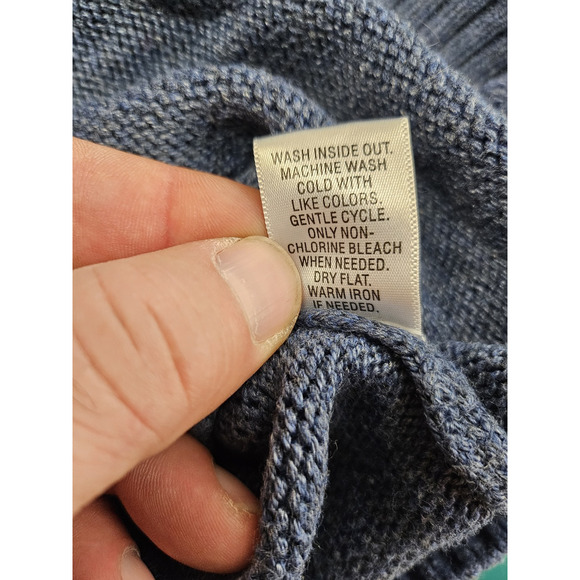 WASH INSIDE OUT.
MACHINE WASH
COLD WITH
LIKE COLORS.
GENTLE CYCLE.
ONLY NON-
CHLORINE BLEACH
WHEN NEEDED.
DRY FLAT.
WARM IRON
IF NEEDED.